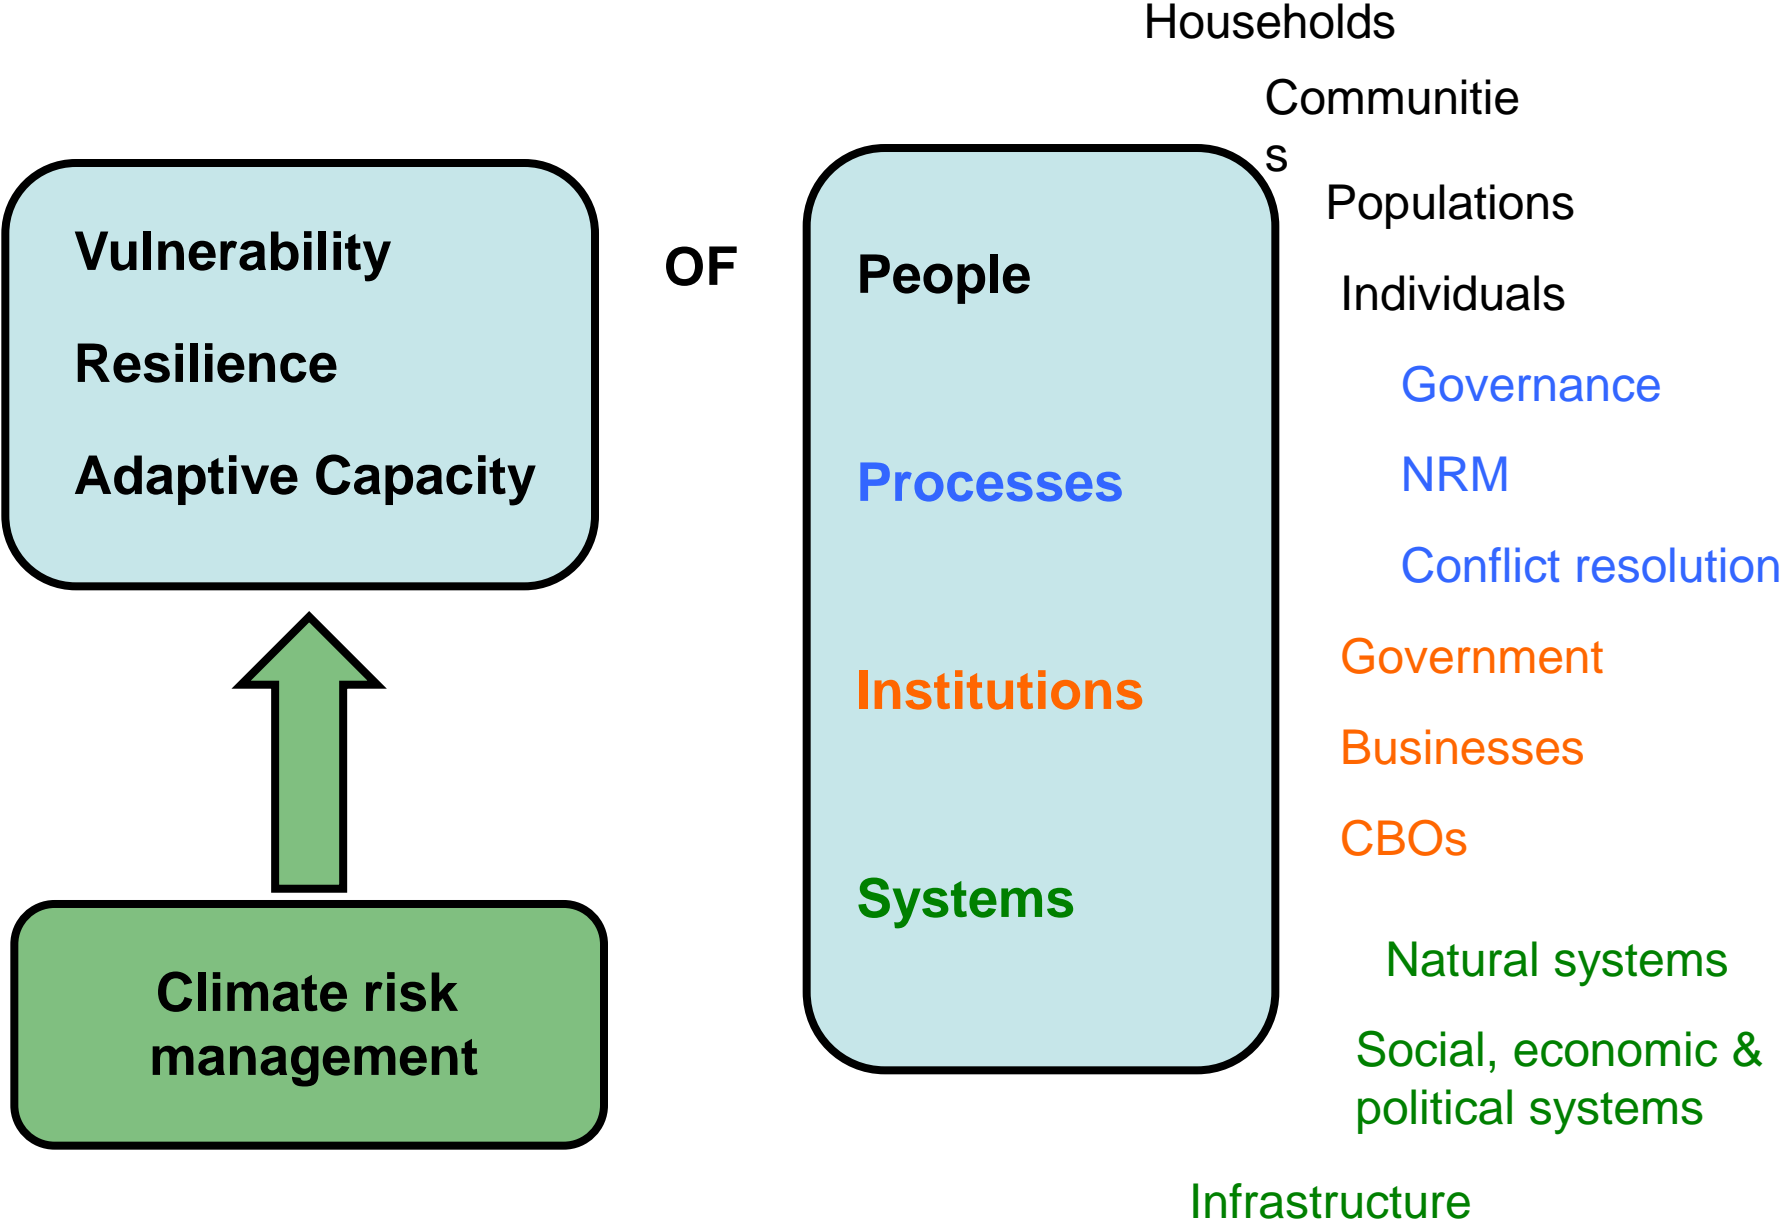 Households
Communitie
s
Populations
Individuals
Vulnerability
Resilience
Adaptive Capacity
OF
People
Processes
Institutions
Systems
Governance
NRM
Conflict resolution
Government
Businesses
CBOs
Natural systems
Social, economic &
political systems
Infrastructure
Climate risk
management